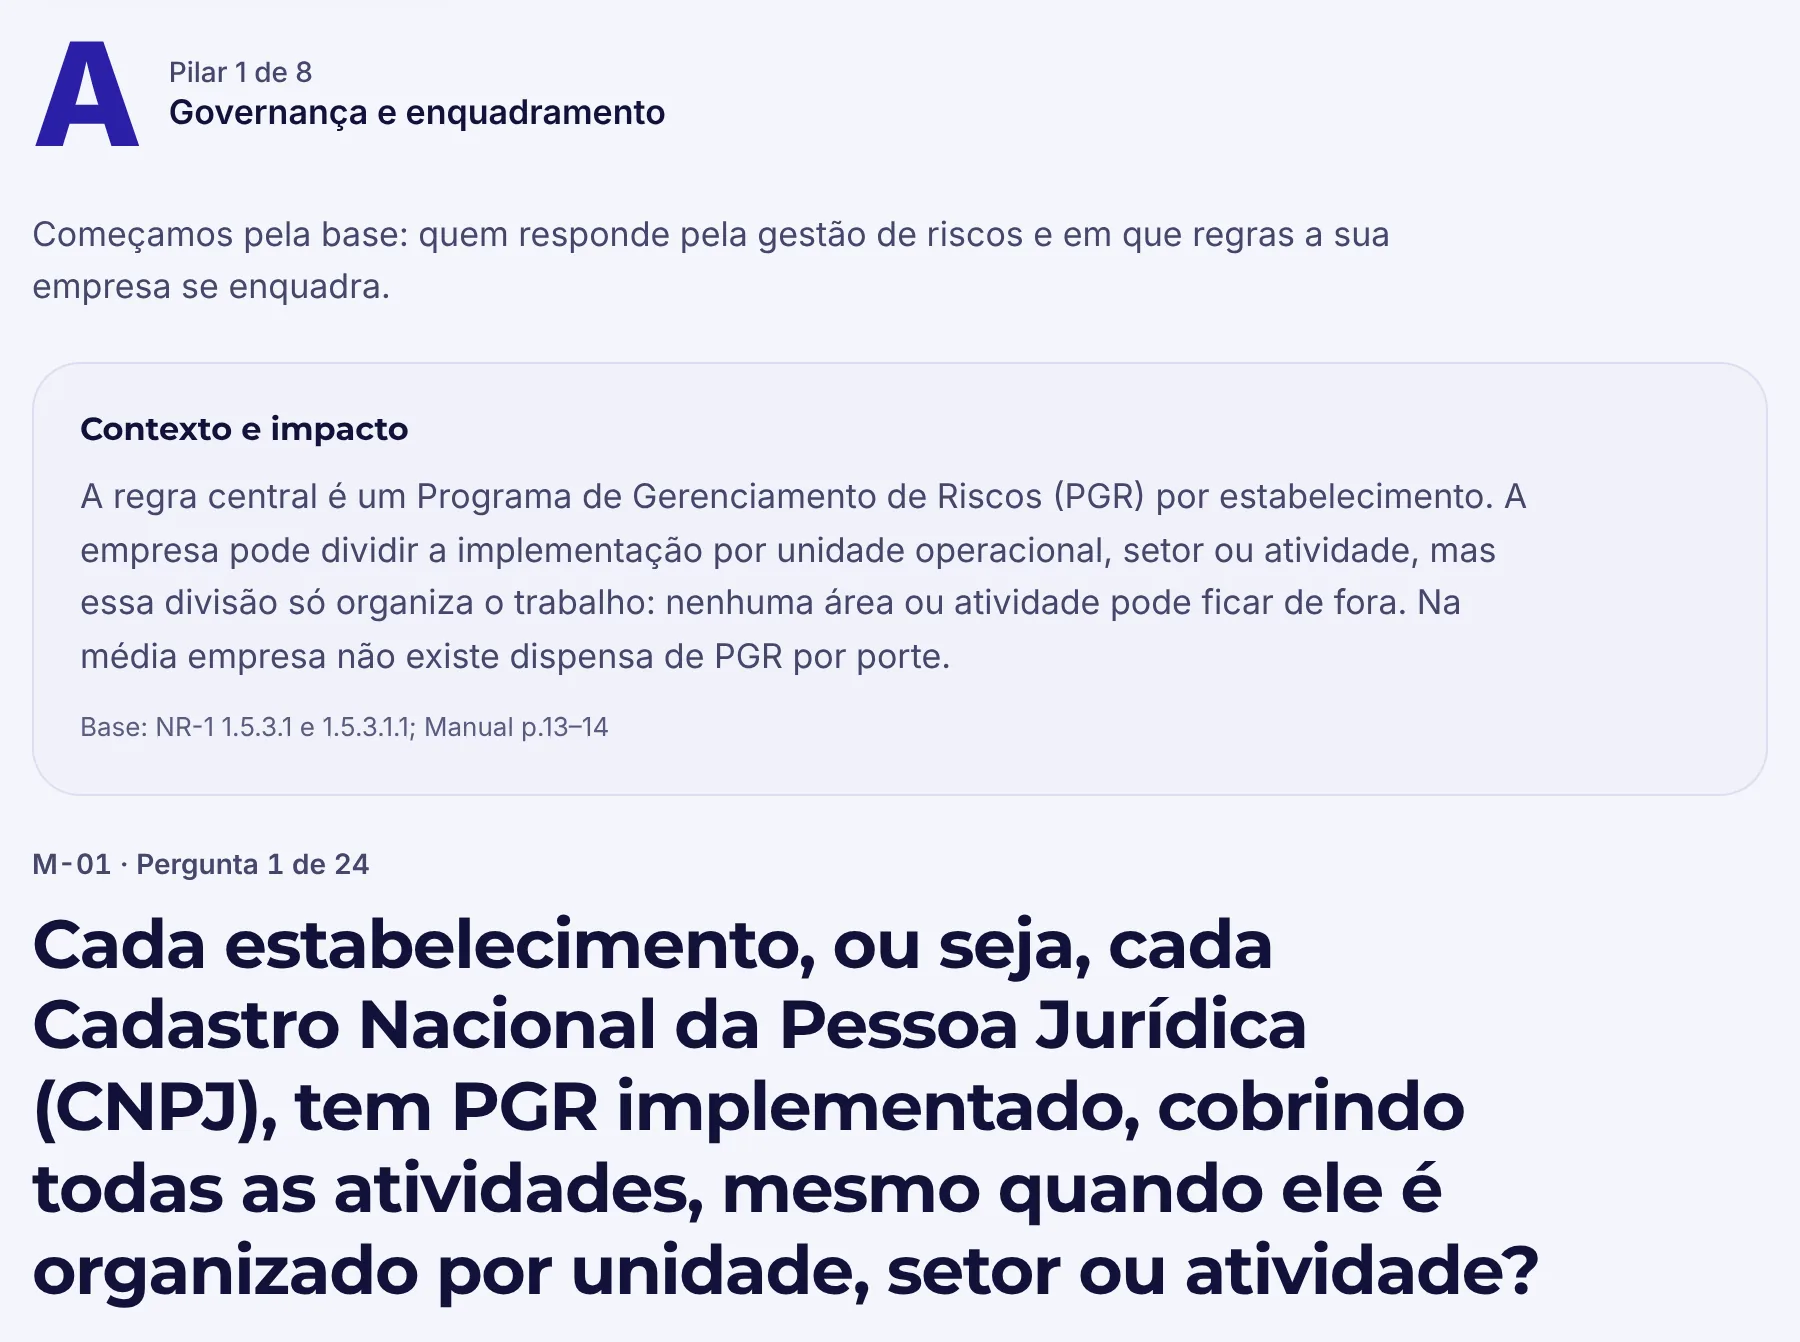 A
Pilar 1 de 8
Governança e enquadramento
Começamos pela base: quem responde pela gestão de riscos e em que regras a sua
empresa se enquadra.
Contexto e impacto
A regra central é um Programa de Gerenciamento de Riscos (PGR) por estabelecimento. A
empresa pode dividir a implementação por unidade operacional, setor ou atividade, mas
essa divisão só organiza o trabalho: nenhuma área ou atividade pode ficar de fora. Na
média empresa não existe dispensa de PGR por porte.
Base: NR-1 1.5.3.1 e 1.5.3.1.1; Manual p.13–14
M-01 · Pergunta 1 de 24
Cada estabelecimento, ou seja, cada
Cadastro Nacional da Pessoa Jurídica
(CNPJ), tem PGR implementado, cobrindo
todas as atividades, mesmo quando ele é
organizado por unidade, setor ou atividade?